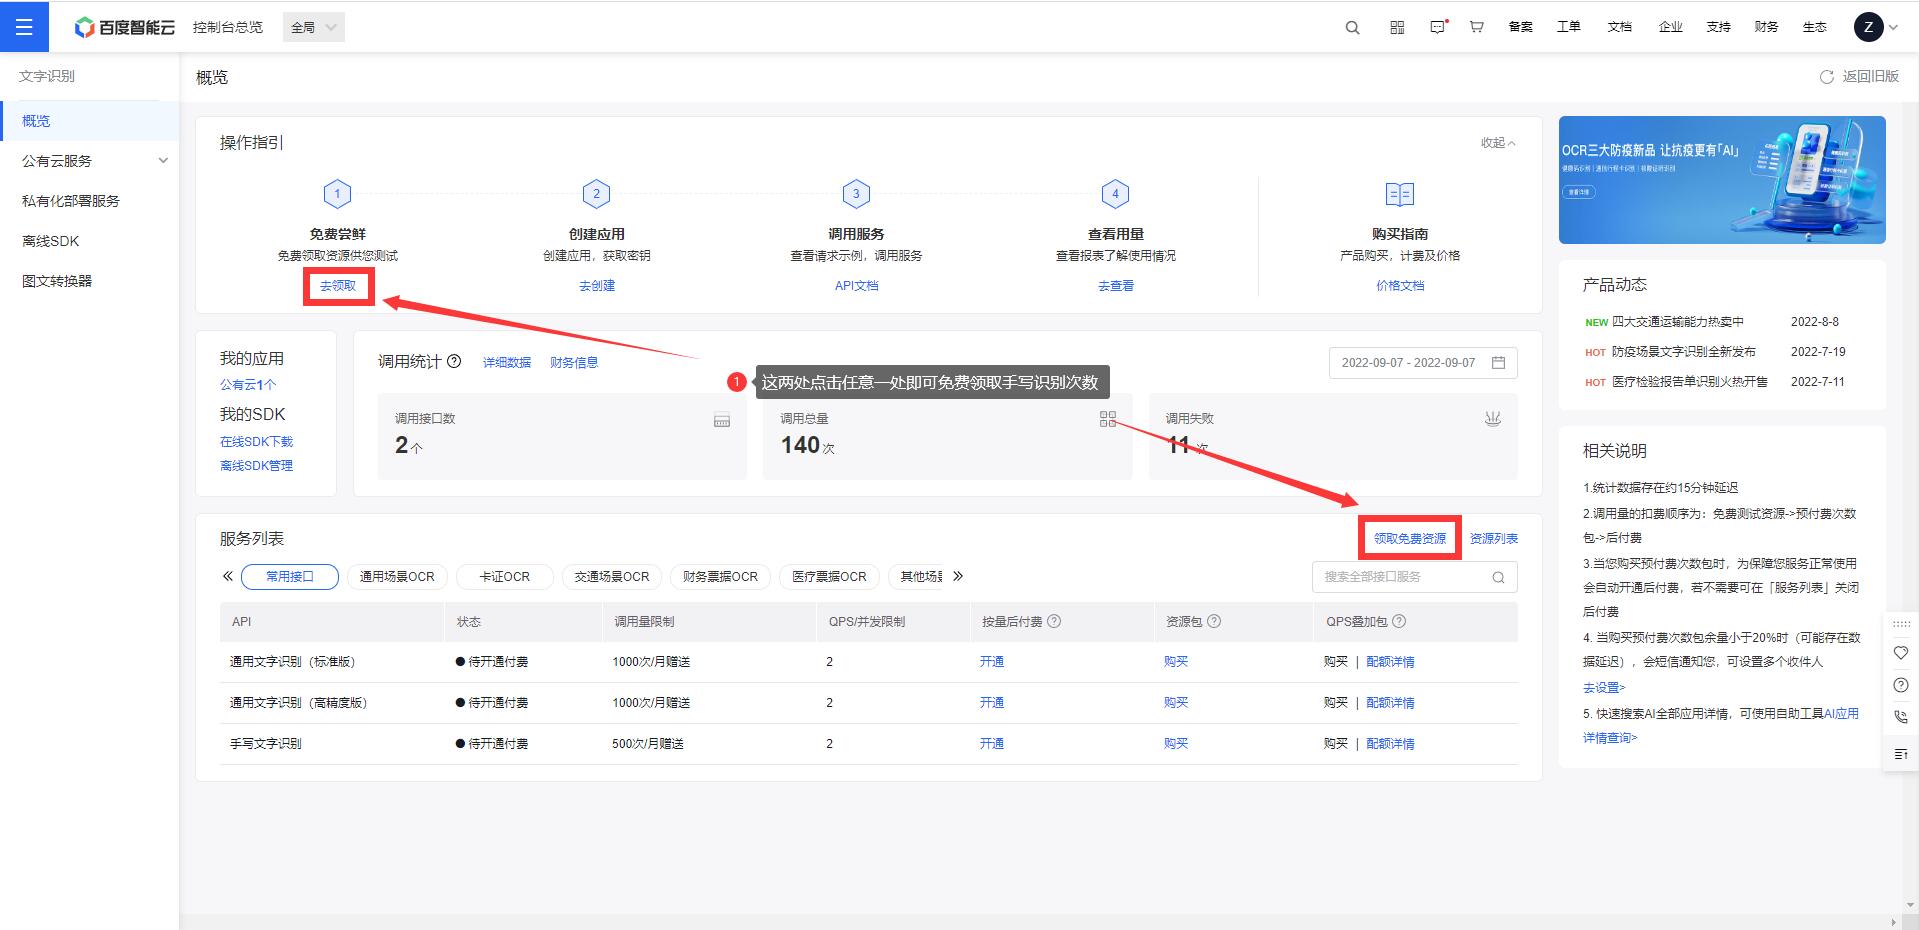 百度智能云
控制台总览
全局
备案
工单
文档
企业
支持
财务
生态
Z
文字识别
概览
公有云服务
私有化部署服务
离线SDK
图文转换器
概览
返回旧版
操作指引
收起
1
2
3
4
免费尝鲜
创建应用
调用服务
查看用量
购买指南
免费领取资源供您测试
创建应用，获取密钥
查看请求示例，调用服务
查看报表了解使用情况
产品购买，计费及价格
去领取
去创建
API文档
去查看
价格文档
我的应用
公有云1个
我的SDK
在线SDK下载
离线SDK管理
调用统计
详细数据
财务信息
2022-09-07 - 2022-09-07
1
这两处点击任意一处即可免费领取手写识别次数
调用接口数
2个
调用总量
140次
调用失败
11次
服务列表
领取免费资源
资源列表
常用接口
通用场景OCR
卡证OCR
交通场景OCR
财务票据OCR
医疗票据OCR
其他场景
搜索全部接口服务
API 状态 调用量限制 QPS/并发限制 按量后付费 资源包 QPS叠加包
通用文字识别（标准版） 待开通付费 1000次/月赠送 2 开通 购买 购买 | 配额详情
通用文字识别（高精度版） 待开通付费 1000次/月赠送 2 开通 购买 购买 | 配额详情
手写文字识别 待开通付费 500次/月赠送 2 开通 购买 购买 | 配额详情
OCR三大防疫新品 让抗疫更有「AI」
查看详情
产品动态
NEW 四大交通运输能力热卖中 2022-8-8
HOT 防疫场景文字识别全新发布 2022-7-19
HOT 医疗检验报告单识别火热开售 2022-7-11
相关说明
1.统计数据存在约15分钟延迟
2.调用量的扣费顺序为：免费测试资源->预付费次数
包->后付费
3.当您购买预付费次数包时，为保障您服务正常使用
会自动开通后付费，若不需要可在「服务列表」关闭
后付费
4. 当购买预付费次数包余量小于20%时（可能存在数
据延迟），会短信通知您，可设置多个收件人
去设置>
5. 快速搜索AI全部应用详情，可使用自助工具AI应用
详情查询>